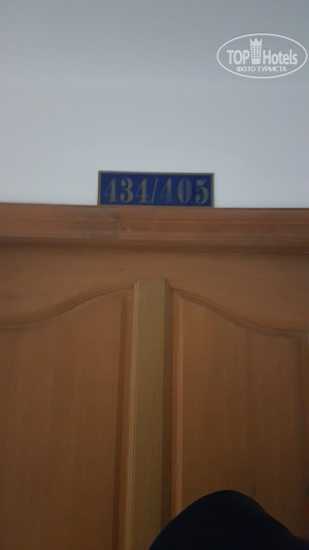 TOP Hotels
ФОТО ТУРИСТА
434/405